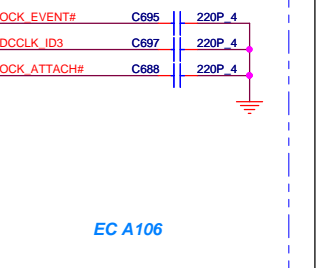 OCK_EVENT# C695 220P_4
DCCLK_ID3 C697 220P_4
OCK_ATTACH# C688 220P_4
EC A106